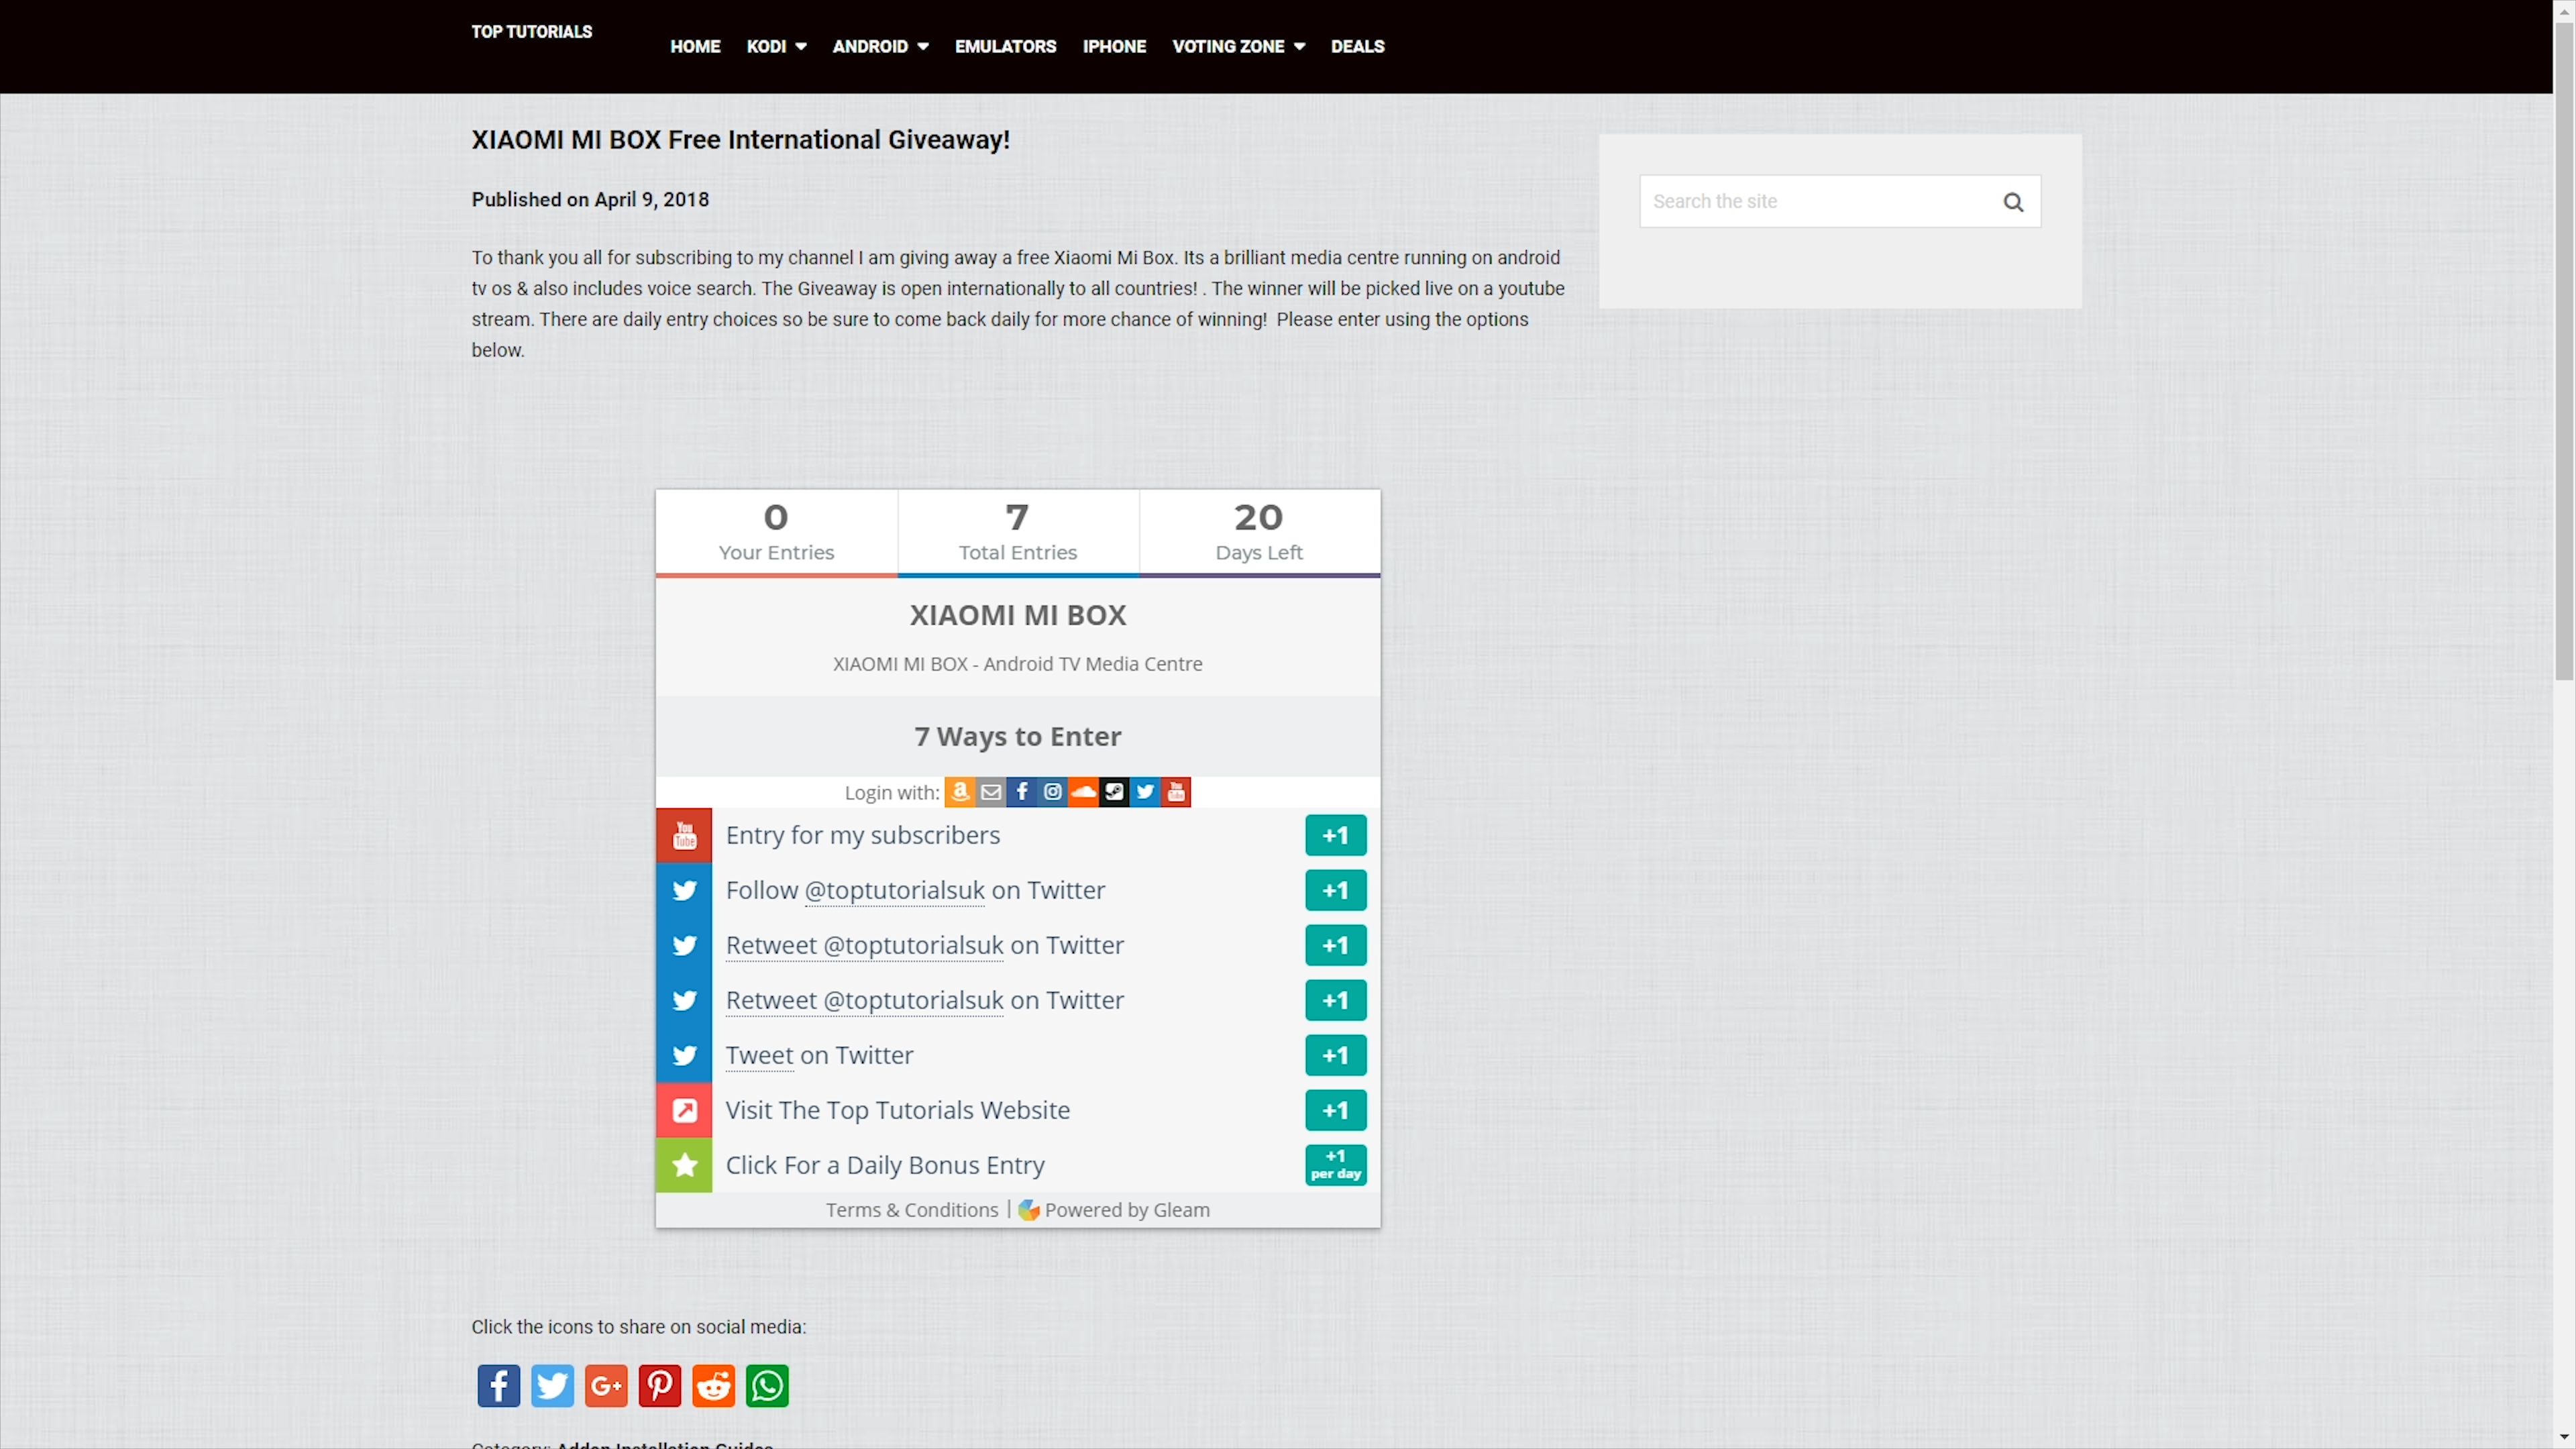 TOP TUTORIALS
HOME KODI ANDROID EMULATORS IPHONE VOTING ZONE DEALS
XIAOMI MI BOX Free International Giveaway!
Search the site
Published on April 9, 2018
To thank you all for subscribing to my channel I am giving away a free Xiaomi Mi Box. Its a brilliant media centre running on android
tv os & also includes voice search. The Giveaway is open internationally to all countries! . The winner will be picked live on a youtube
stream. There are daily entry choices so be sure to come back daily for more chance of winning!  Please enter using the options
below.
0 7 20
Your Entries Total Entries Days Left
XIAOMI MI BOX
XIAOMI MI BOX - Android TV Media Centre
7 Ways to Enter
Login with:
You Tube
Entry for my subscribers +1
Follow @toptutorialsuk on Twitter +1
Retweet @toptutorialsuk on Twitter +1
Retweet @toptutorialsuk on Twitter +1
Tweet on Twitter +1
Visit The Top Tutorials Website +1
Click For a Daily Bonus Entry +1 per day
Terms & Conditions | Powered by Gleam
Click the icons to share on social media:
G+
Category: Addon Installation Guides